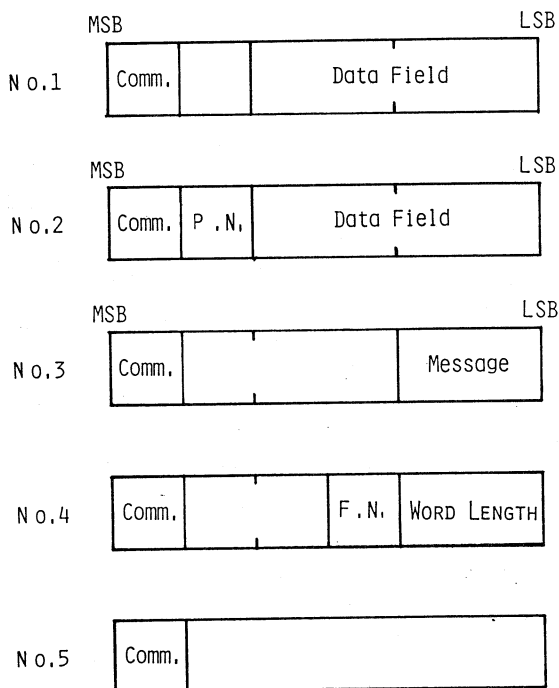 MSB LSB
No.1 Comm. Data Field
MSB LSB
No.2 Comm. P.N. Data Field
MSB LSB
No.3 Comm. Message
No.4 Comm. F.N. WORD LENGTH
No.5 Comm.